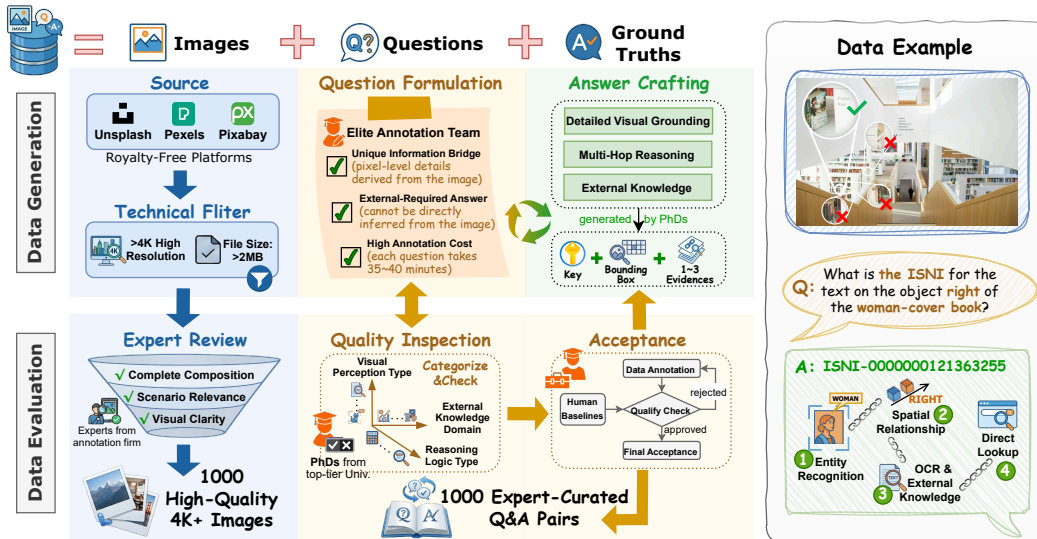 IMAGE
Q
A
=
Images
+
Questions
+
Ground
Truths
Data Generation
Source
Unsplash
Pexels
px
Pixabay
Royalty-Free Platforms
Technical Fliter
4K
>4K High
Resolution
File Size:
>2MB
Question Formulation
Elite Annotation Team
Unique Information Bridge
(pixel-level details
derived from the image)
External-Required Answer
(cannot be directly
inferred from the image)
High Annotation Cost
(each question takes
35~40 minutes)
Answer Crafting
Detailed Visual Grounding
Multi-Hop Reasoning
External Knowledge
generated by PhDs
Key
+
Bounding
Box
+
1~3
Evidences
Data Evaluation
Expert Review
Complete Composition
Scenario Relevance
Visual Clarity
Experts from
annotation firm
1000
High-Quality
4K+ Images
Quality Inspection
Visual
Perception Type
Categorize
&Check
External
Knowledge
Domain
Reasoning
Logic Type
PhDs from
top-tier Univ.
Acceptance
Data Annotation
rejected
Human
Baselines
Qualify Check
approved
Final Acceptance
Q
A
1000 Expert-Curated
Q&A Pairs
Data Example
Q: What is the ISNI for the
text on the object right of
the woman-cover book?
A: ISNI-0000000121363255
WOMAN
1
Entity
Recognition
RIGHT
Spatial
Relationship
2
TEXT
3
OCR &
External
Knowledge
Direct
Lookup
4